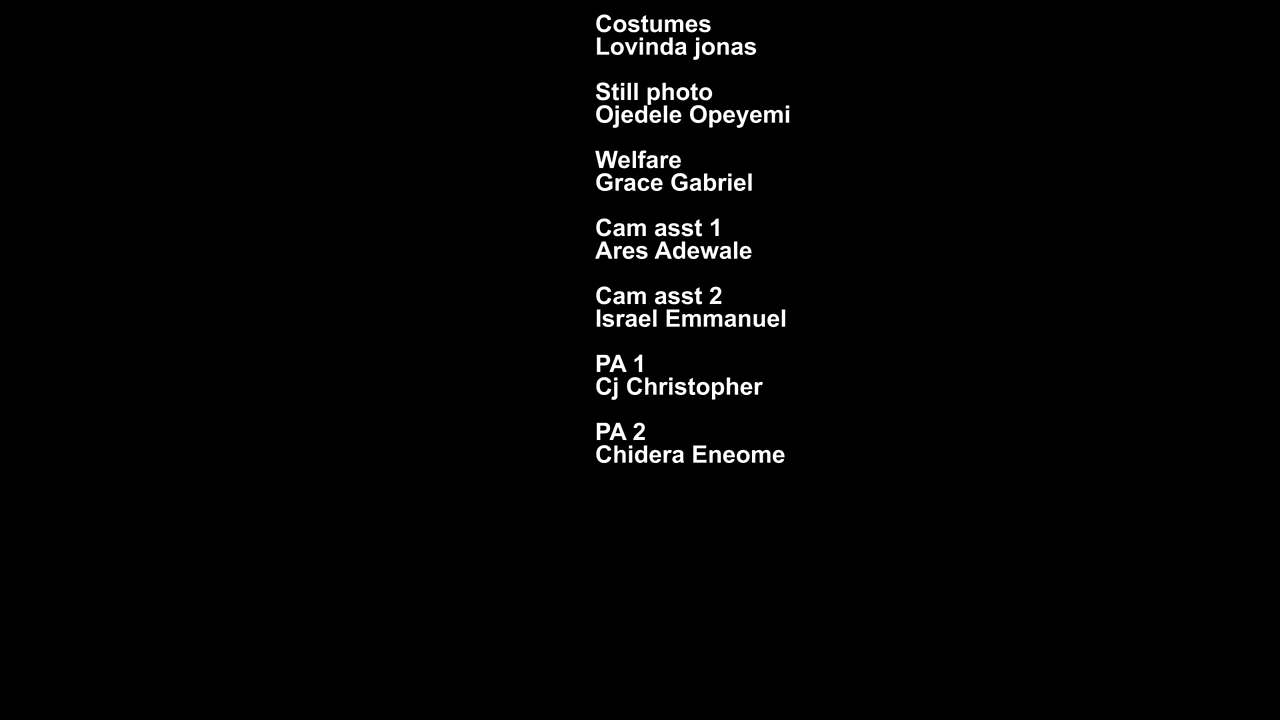 Costumes
Lovinda jonas
Still photo
Ojedele Opeyemi
Welfare
Grace Gabriel
Cam asst 1
Ares Adewale
Cam asst 2
Israel Emmanuel
PA 1
Cj Christopher
PA 2
Chidera Eneome